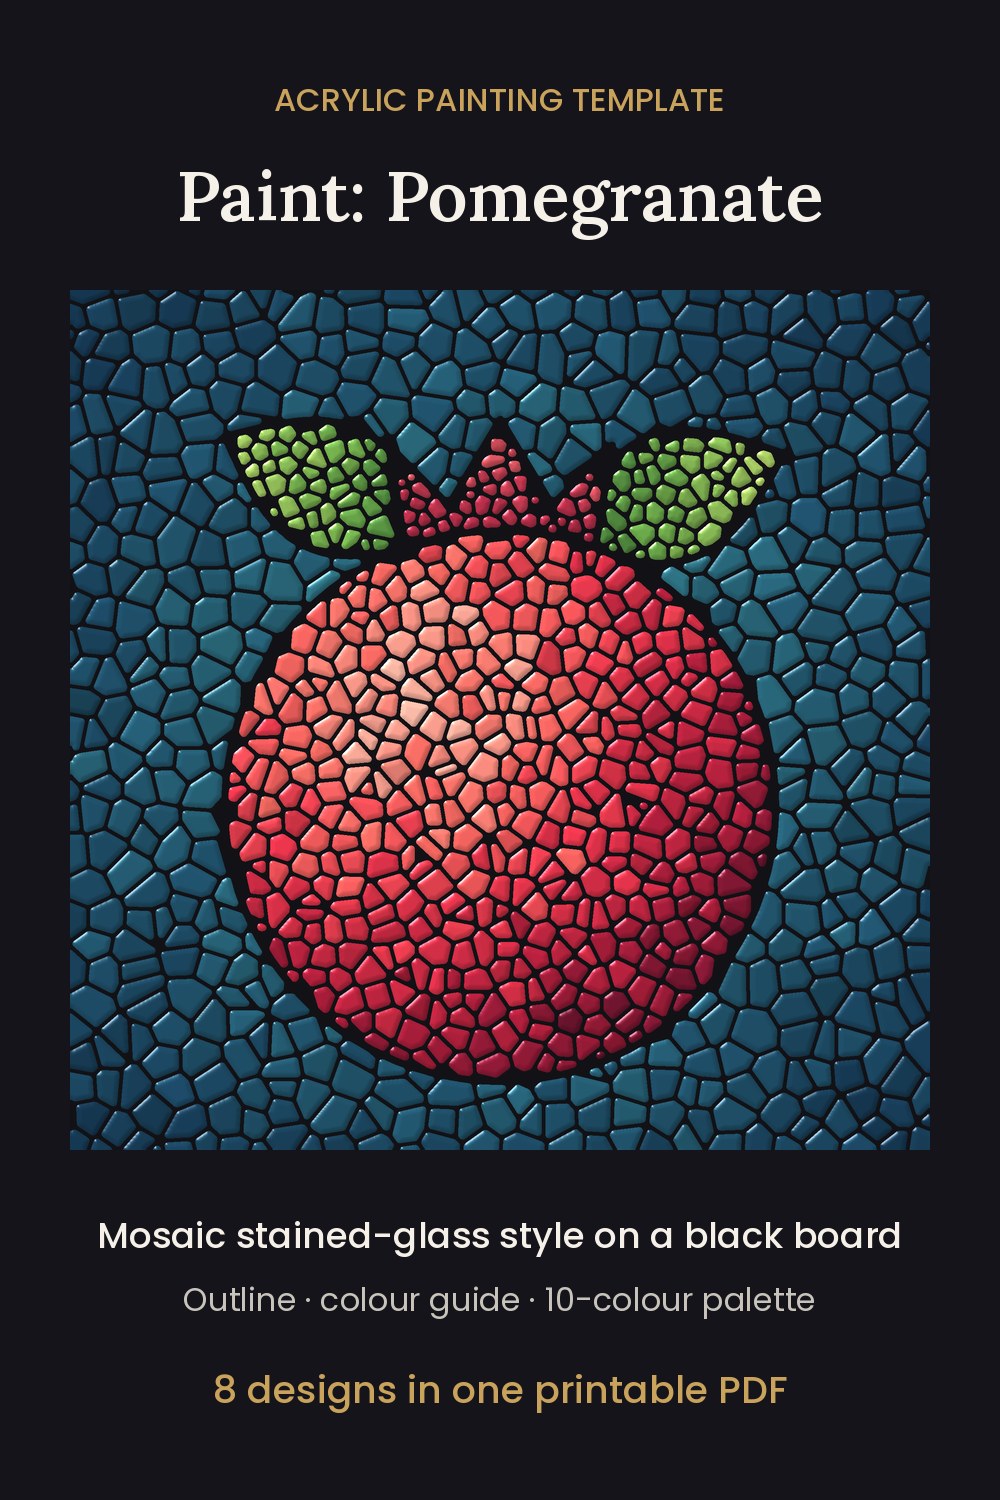 ACRYLIC PAINTING TEMPLATE
Paint: Pomegranate
Mosaic stained-glass style on a black board
Outline · colour guide · 10-colour palette
8 designs in one printable PDF